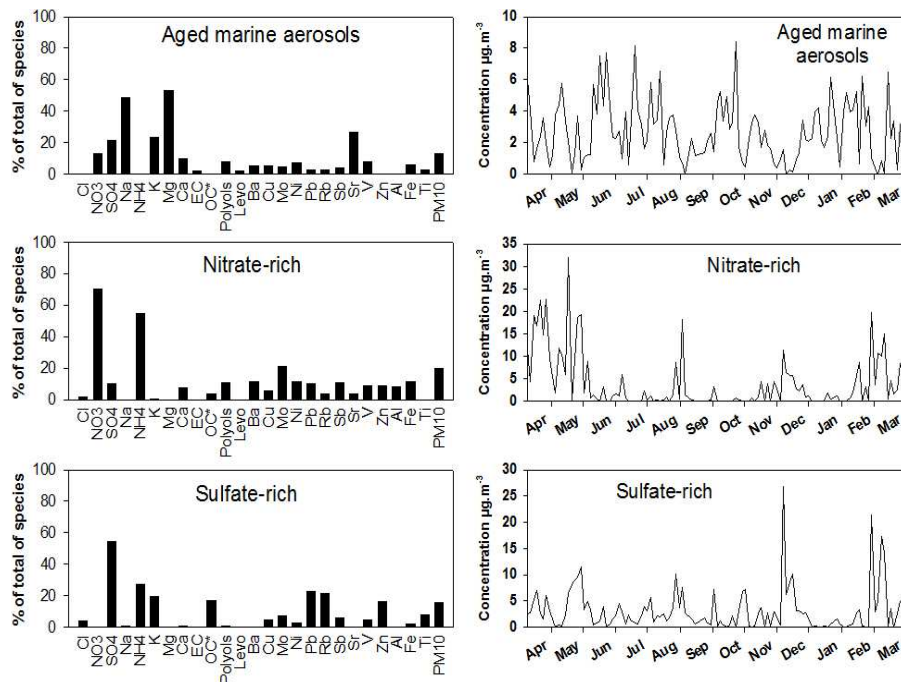 Aged marine aerosols
% of total of species
100
80
60
40
20
0
Cl
NO3
SO4
Na
NH4
K
Mg
Ca
EC
OC*
Polyols
Levo
Ba
Cu
Mo
Ni
Pb
Rb
Sb
Sr
V
Zn
Al
Fe
Ti
PM10
Aged marine
aerosols
Concentration µg.m-³
10
8
6
4
2
0
Apr
May
Jun
Jul
Aug
Sep
Oct
Nov
Dec
Jan
Feb
Mar
Nitrate-rich
% of total of species
100
80
60
40
20
0
Cl
NO3
SO4
Na
NH4
K
Mg
Ca
EC
OC*
Polyols
Levo
Ba
Cu
Mo
Ni
Pb
Rb
Sb
Sr
V
Zn
Al
Fe
Ti
PM10
Nitrate-rich
Concentration µg.m-³
35
30
25
20
15
10
5
0
Apr
May
Jun
Jul
Aug
Sep
Oct
Nov
Dec
Jan
Feb
Mar
Sulfate-rich
% of total of species
100
80
60
40
20
0
Cl
NO3
SO4
Na
NH4
K
Mg
Ca
EC
OC*
Polyols
Levo
Ba
Cu
Mo
Ni
Pb
Rb
Sb
Sr
V
Zn
Al
Fe
Ti
PM10
Sulfate-rich
Concentration µg.m-³
30
25
20
15
10
5
0
Apr
May
Jun
Jul
Aug
Sep
Oct
Nov
Dec
Jan
Feb
Mar